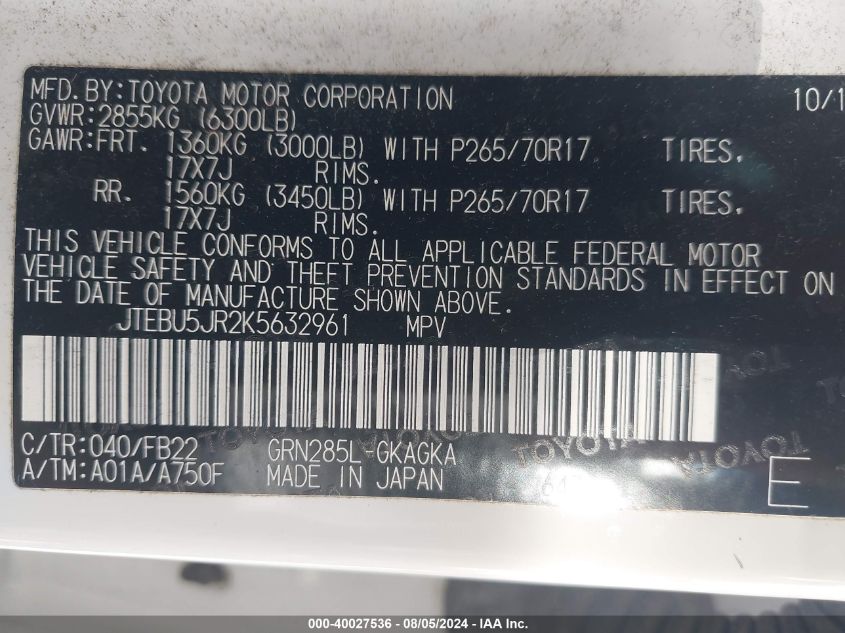 MFD.BY:TOYOTA MOTOR CORPORATION 10/1
GVWR:2855KG (6300LB)
GAWR:FRT. 1360KG (3000LB) WITH P265/70R17 TIRES.
17X7J RIMS.
RR. 1560KG (3450LB) WITH P265/70R17 TIRES.
17X7J RIMS.
THIS VEHICLE CONFORMS TO ALL APPLICABLE FEDERAL MOTOR
VEHICLE SAFETY AND THEFT PREVENTION STANDARDS IN EFFECT ON
THE DATE OF MANUFACTURE SHOWN ABOVE.
JTEBU5JR2K5632961 MPV
C/TR:040/FB22 GRN285L-GKAGKA TOYOTA TOYOTA
A/TM:A01A/A750F MADE IN JAPAN E
000-40027536 - 08/05/2024 - IAA Inc.